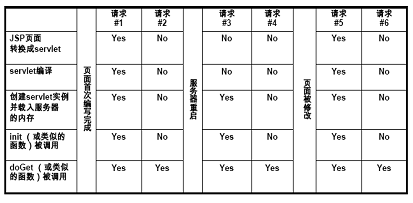 请求 #1 请求 #2 请求 #3 请求 #4 请求 #5 请求 #6
JSP页面 转换成servlet Yes No No No Yes No
servlet编译 Yes No No No Yes No
创建servlet实例 并载入服务器 的内存 Yes No Yes No Yes No
init（或类似的 函数）被调用 Yes No Yes No Yes No
doGet（或类似 的函数）被调用 Yes Yes Yes Yes Yes Yes
页面首次编写完成
服务器重启
页面被修改